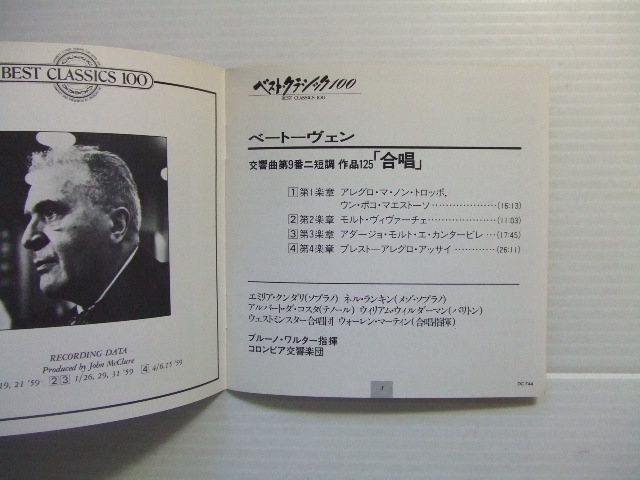 BEST CLASSICS 100
RECORDING DATA
Produced by John McClure
19, 21 '59 2 3 1/26, 29, 31 '59 4 4/6.15 '59
ベストクラシック100
BEST CLASSICS 100
ベートーヴェン
交響曲第9番ニ短調 作品125「合唱」
1 第1楽章 アレグロ・マ・ノン・トロッポ,
ウン・ポコ・マエストーソ…………………(16:13)
2 第2楽章 モルト・ヴィヴァーチェ…………………(11:03)
3 第3楽章 アダージョ・モルト・エ・カンタービレ…(17:45)
4 第4楽章 プレスト―アレグロ・アッサイ…………(26:11)
エミリア・クンダリ(ソプラノ) ネル・ランキン(メゾ・ソプラノ)
アルバート・ダ・コスタ(テノール) ウィリアム・ウィルダーマン(バリトン)
ウェストミンスター合唱団 ウォーレン・マーティン(合唱指揮)
ブルーノ・ワルター指揮
コロンビア交響楽団
1
DC-744